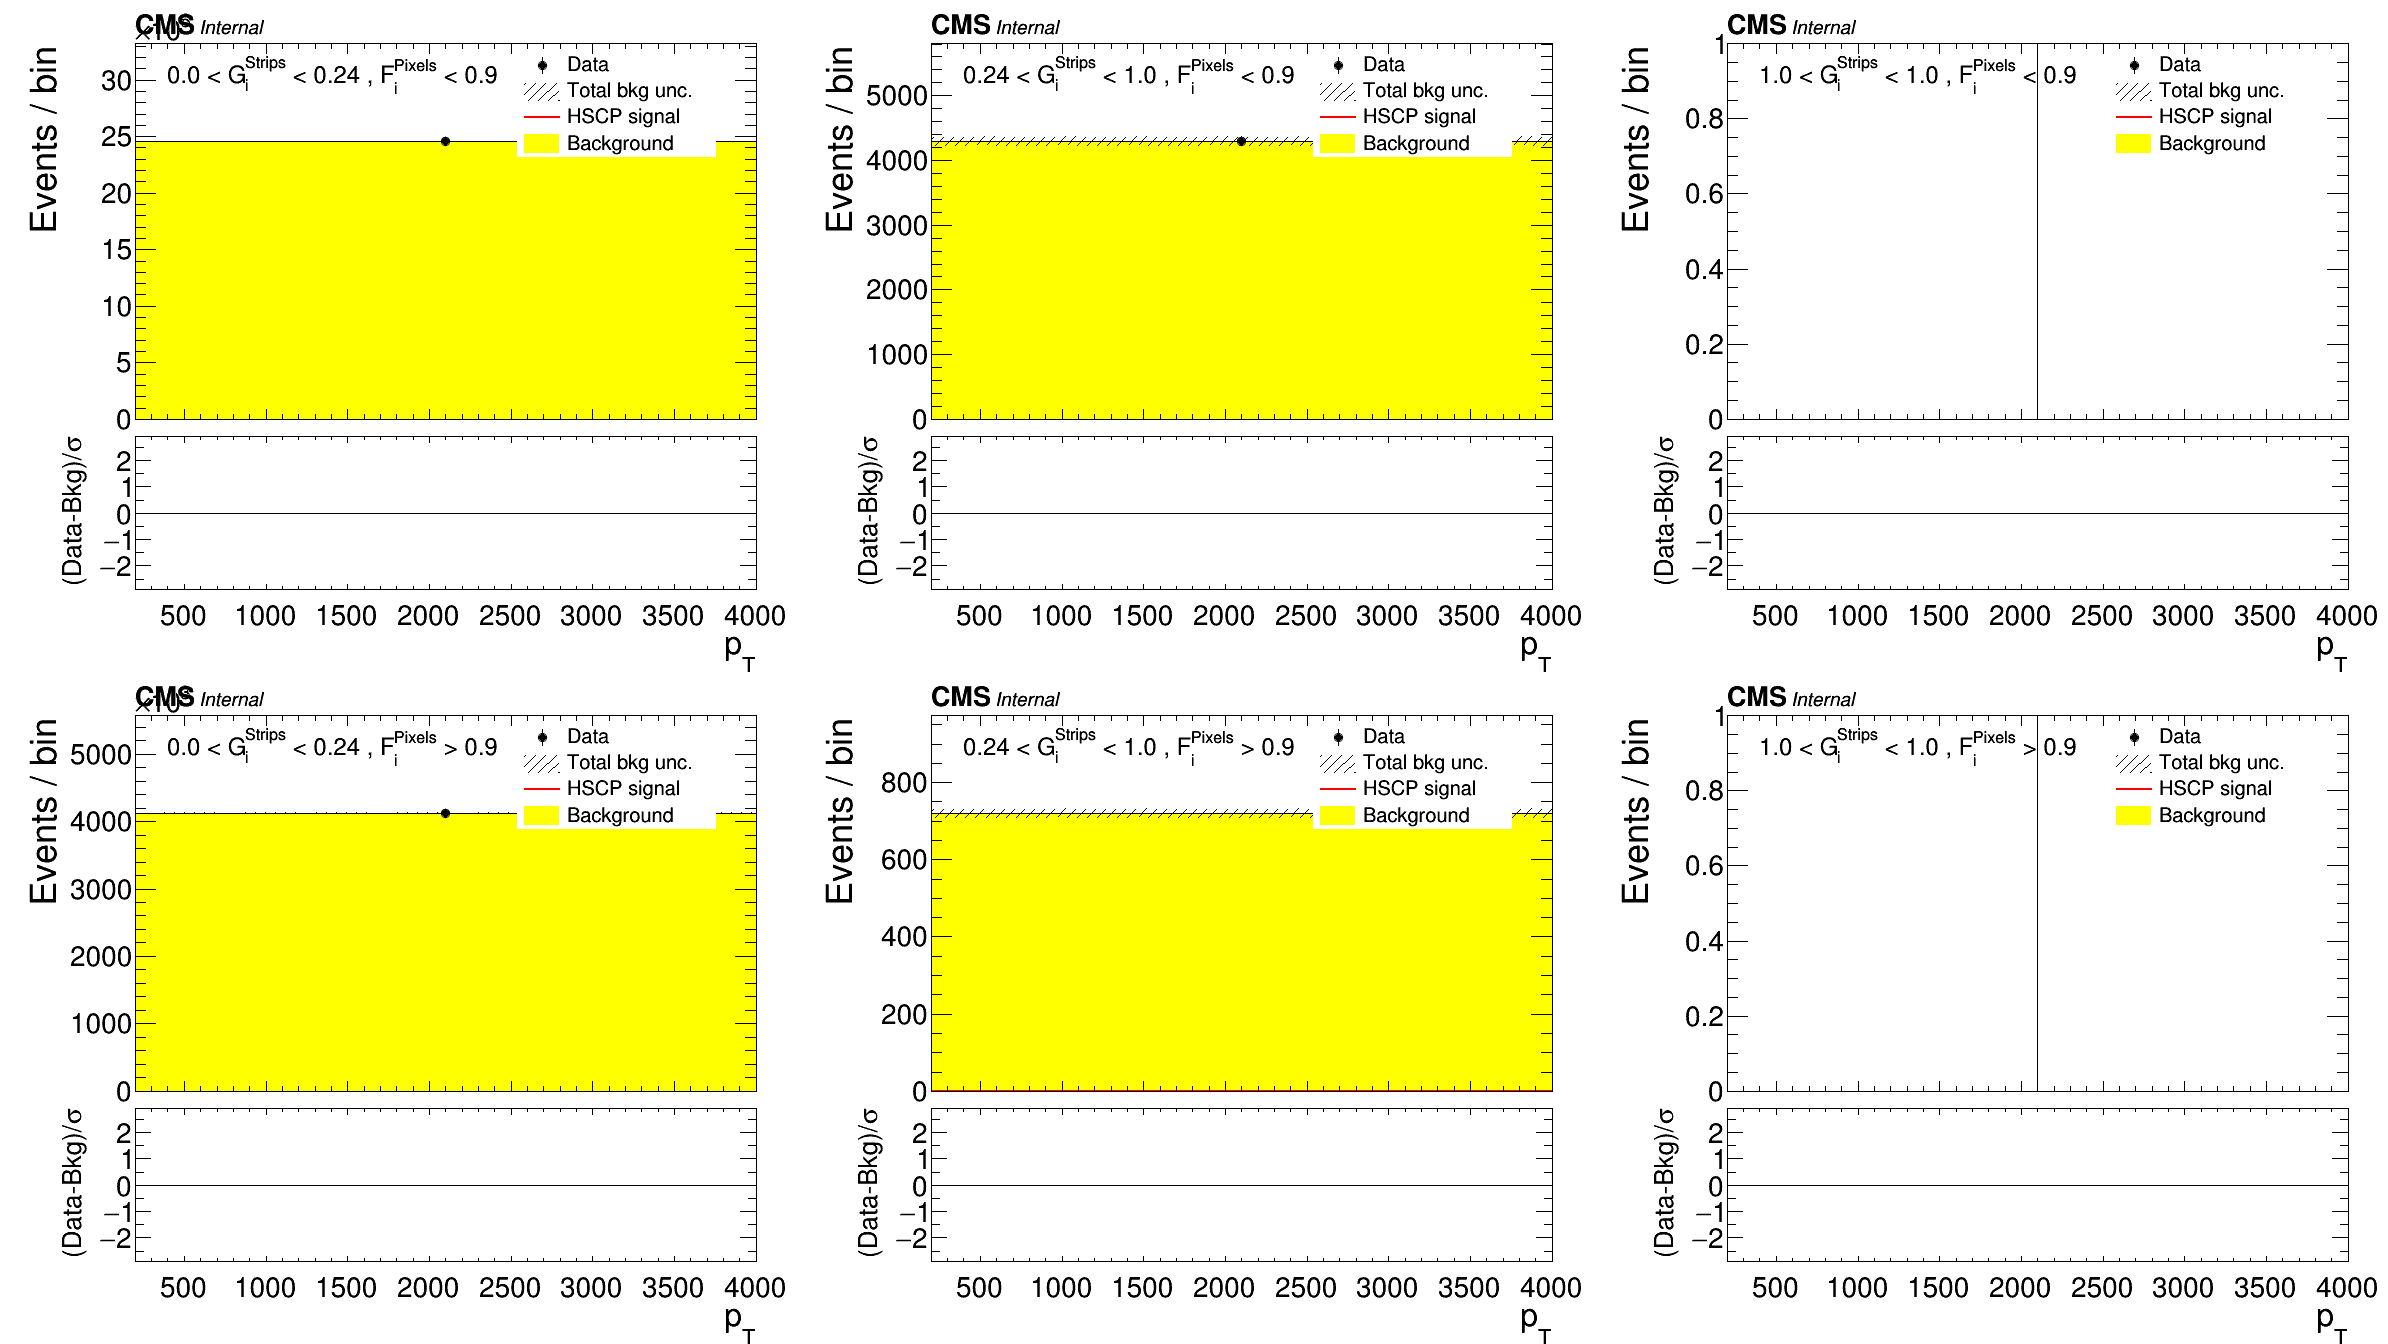 CMS Internal
0.0 < G_i^Strips < 0.24 , F_i^Pixels < 0.9
Data
Total bkg unc.
HSCP signal
Background
Events / bin
30
25
20
15
10
5
0
(Data-Bkg)/σ
2
1
0
−1
−2
500 1000 1500 2000 2500 3000 3500 4000
p_T
CMS Internal
0.24 < G_i^Strips < 1.0 , F_i^Pixels < 0.9
Data
Total bkg unc.
HSCP signal
Background
Events / bin
5000
4000
3000
2000
1000
0
(Data-Bkg)/σ
2
1
0
−1
−2
500 1000 1500 2000 2500 3000 3500 4000
p_T
CMS Internal
1.0 < G_i^Strips < 1.0 , F_i^Pixels < 0.9
Data
Total bkg unc.
HSCP signal
Background
Events / bin
1
0.8
0.6
0.4
0.2
0
(Data-Bkg)/σ
2
1
0
−1
−2
500 1000 1500 2000 2500 3000 3500 4000
p_T
CMS Internal
0.0 < G_i^Strips < 0.24 , F_i^Pixels > 0.9
Data
Total bkg unc.
HSCP signal
Background
Events / bin
5000
4000
3000
2000
1000
0
(Data-Bkg)/σ
2
1
0
−1
−2
500 1000 1500 2000 2500 3000 3500 4000
p_T
CMS Internal
0.24 < G_i^Strips < 1.0 , F_i^Pixels > 0.9
Data
Total bkg unc.
HSCP signal
Background
Events / bin
800
600
400
200
0
(Data-Bkg)/σ
2
1
0
−1
−2
500 1000 1500 2000 2500 3000 3500 4000
p_T
CMS Internal
1.0 < G_i^Strips < 1.0 , F_i^Pixels > 0.9
Data
Total bkg unc.
HSCP signal
Background
Events / bin
1
0.8
0.6
0.4
0.2
0
(Data-Bkg)/σ
2
1
0
−1
−2
500 1000 1500 2000 2500 3000 3500 4000
p_T